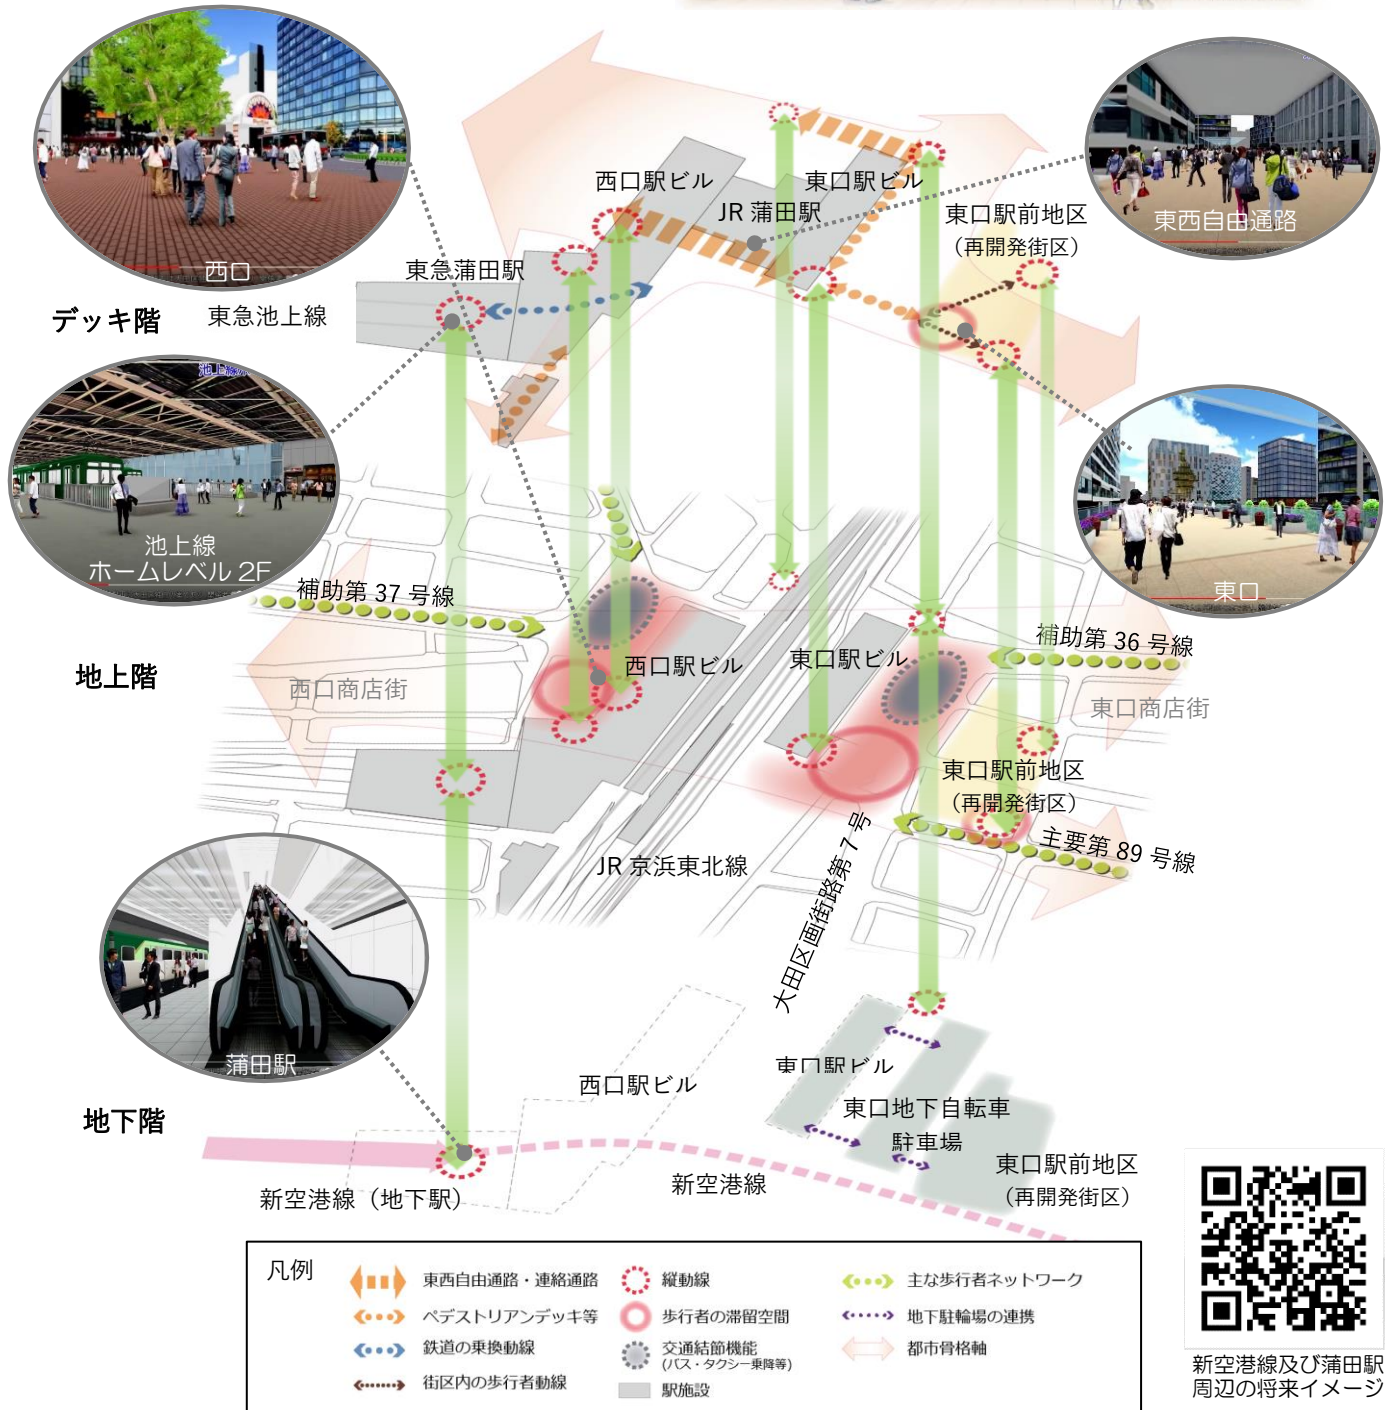 西口
東西自由通路
西口駅ビル
東口駅ビル
JR 蒲田駅
東口駅前地区
（再開発街区）
東急蒲田駅
デッキ階
東急池上線
池上線
ホームレベル 2F
東口
補助第 37 号線
補助第 36 号線
地上階
西口駅ビル
東口駅ビル
西口商店街
東口商店街
東口駅前地区
（再開発街区）
主要第 89 号線
JR 京浜東北線
大田区画街路第 7 号
蒲田駅
地下階
西口駅ビル
東口駅ビル
東口地下自転車
駐車場
東口駅前地区
（再開発街区）
新空港線
新空港線（地下駅）
凡例
東西自由通路・連絡通路
ペデストリアンデッキ等
鉄道の乗換動線
街区内の歩行者動線
縦動線
歩行者の滞留空間
交通結節機能
(バス・タクシー乗降等)
駅施設
主な歩行者ネットワーク
地下駐輪場の連携
都市骨格軸
新空港線及び蒲田駅
周辺の将来イメージ